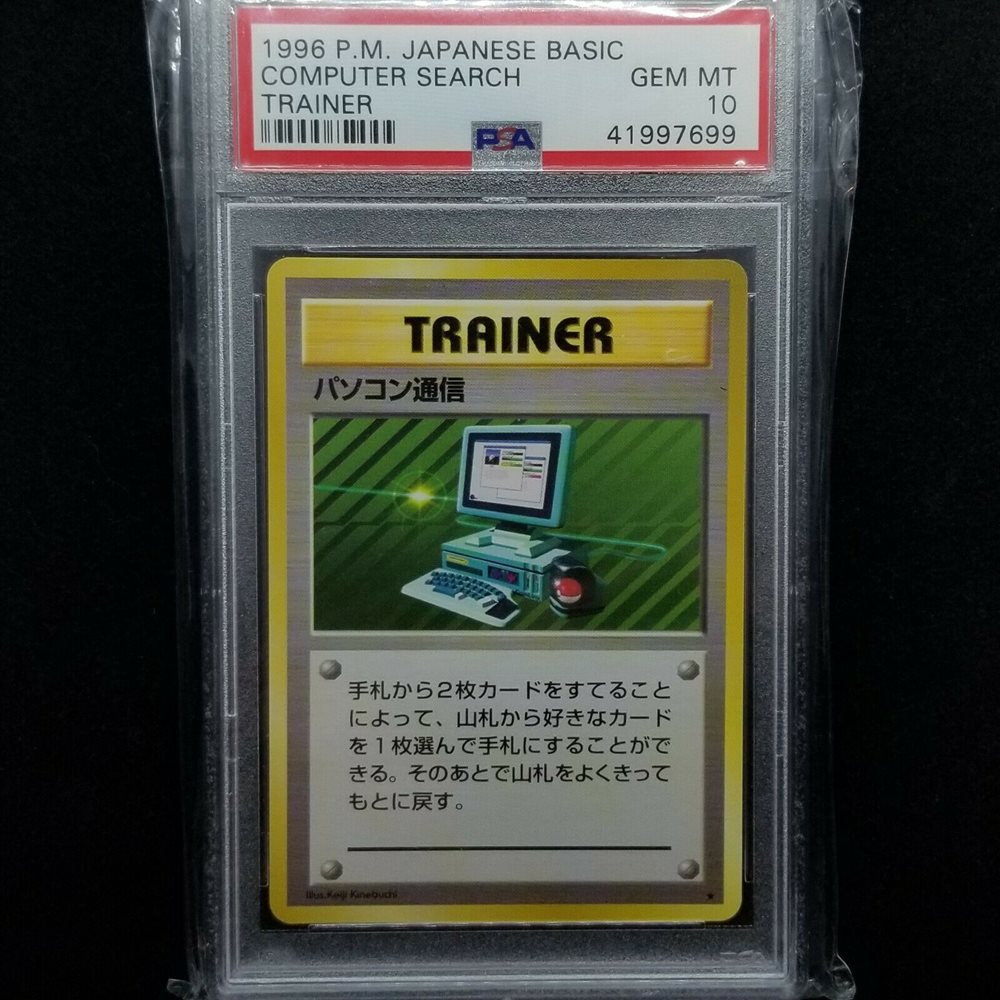 1996 P.M. JAPANESE BASIC
COMPUTER SEARCH GEM MT
TRAINER 10
PSA 41997699
TRAINER
パソコン通信
手札から2枚カードをすてること
によって、山札から好きなカード
を1枚選んで手札にすることがで
きる。そのあとで山札をよくきって
もとに戻す。
Illus.Keiji Kinebuchi